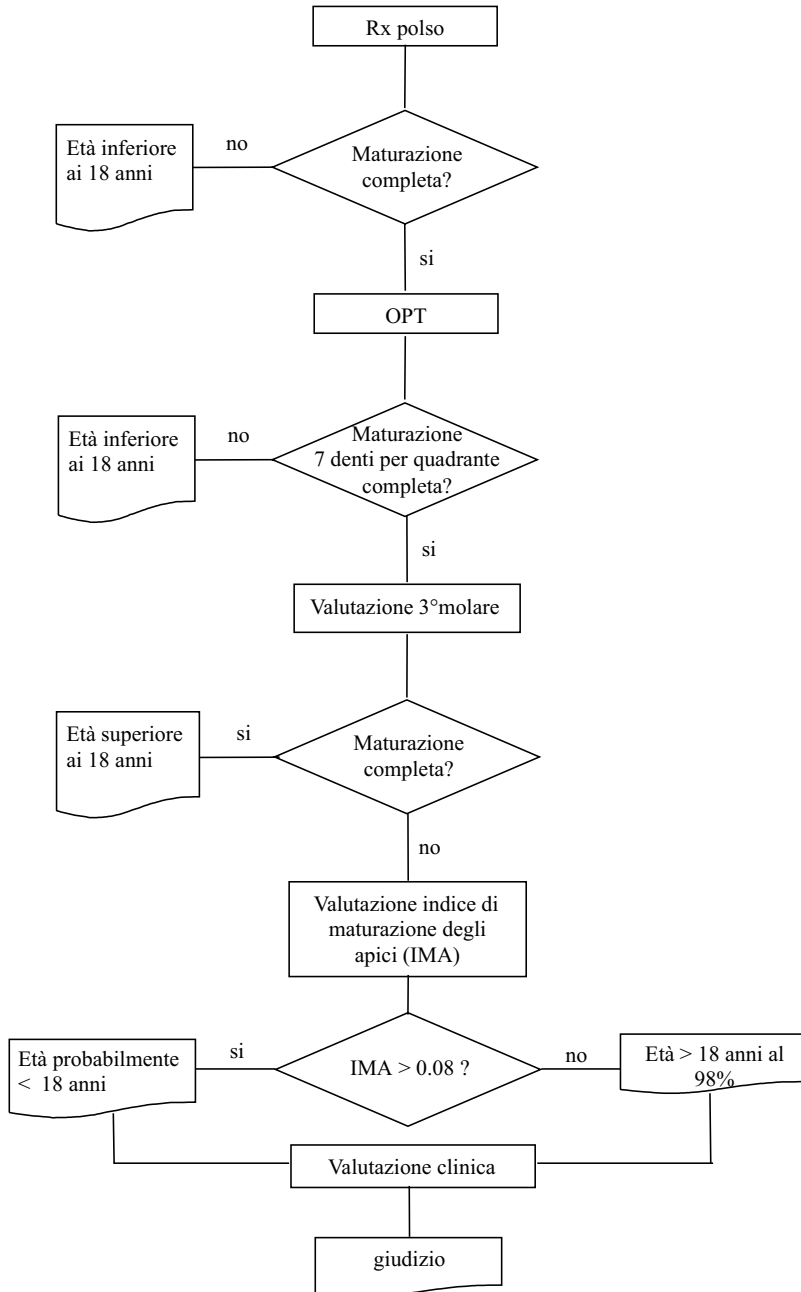 Rx polso
Età inferiore
ai 18 anni
no
Maturazione
completa?
si
OPT
Età inferiore
ai 18 anni
no
Maturazione
7 denti per quadrante
completa?
si
Valutazione 3°molare
Età superiore
ai 18 anni
si
Maturazione
completa?
no
Valutazione indice di
maturazione degli
apici (IMA)
Età probabilmente
< 18 anni
si
IMA > 0.08 ?
no
Età > 18 anni al
98%
Valutazione clinica
giudizio